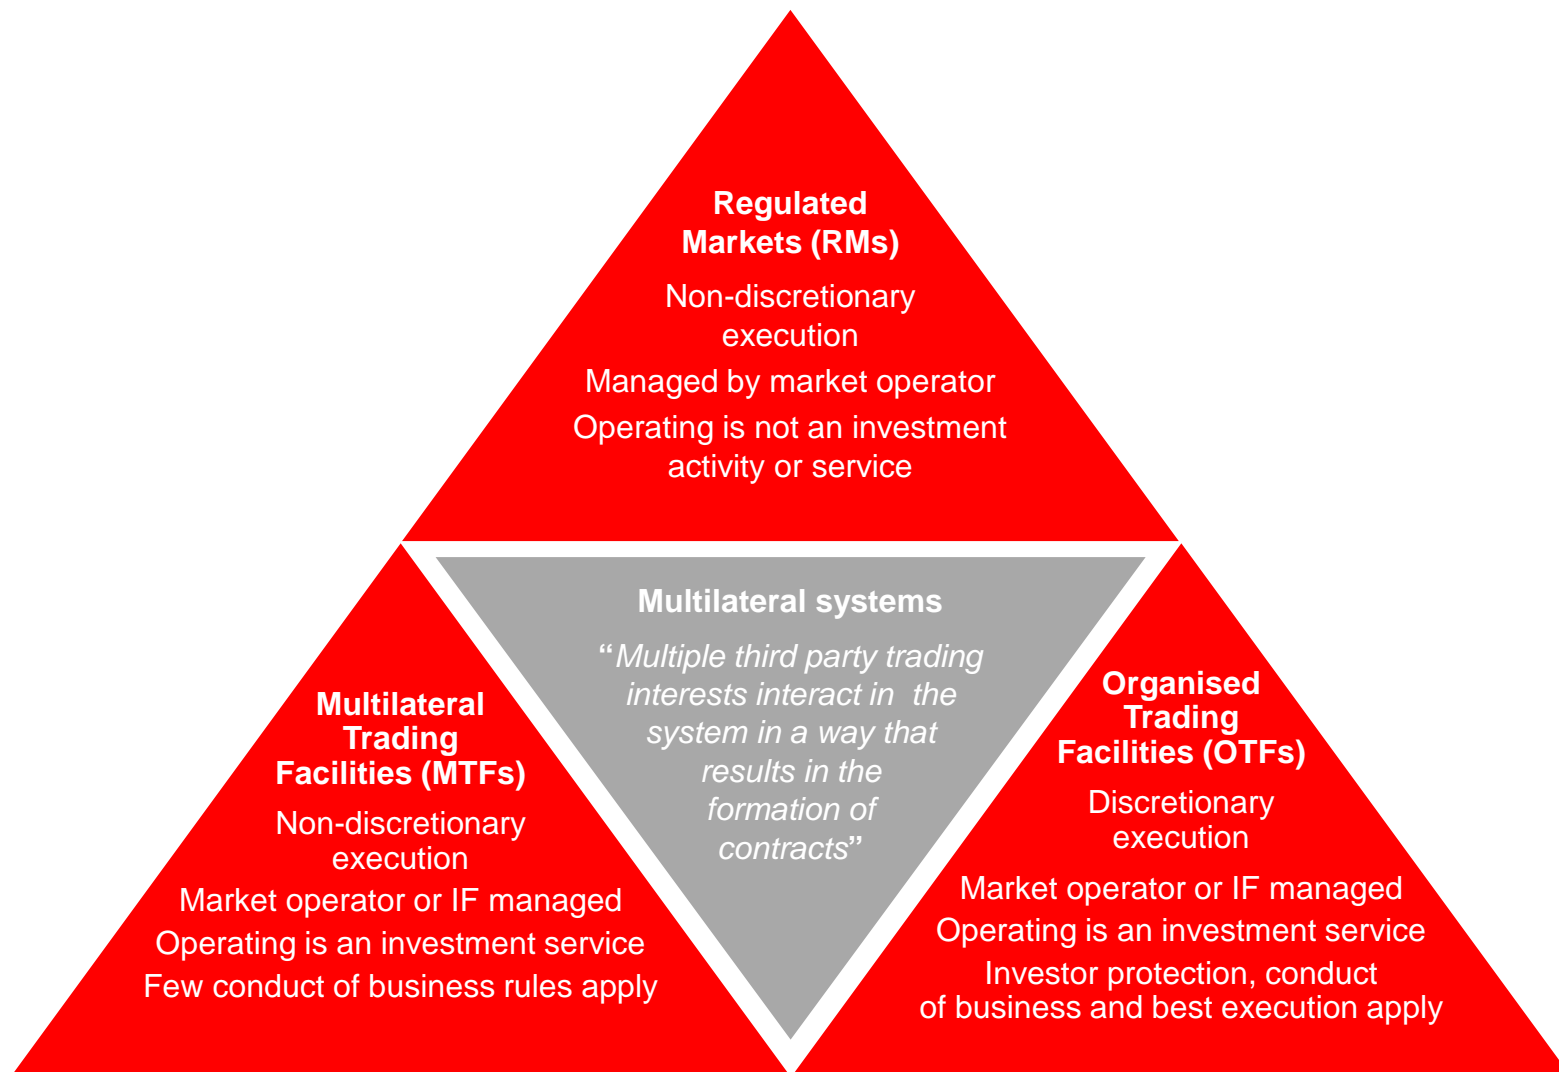 Regulated
Markets (RMs)
Non-discretionary
execution
Managed by market operator
Operating is not an investment
activity or service
Multilateral systems
“Multiple third party trading
interests interact in  the
system in a way that
results in the
formation of
contracts”
Multilateral
Trading
Facilities (MTFs)
Non-discretionary
execution
Market operator or IF managed
Operating is an investment service
Few conduct of business rules apply
Organised
Trading
Facilities (OTFs)
Discretionary
execution
Market operator or IF managed
Operating is an investment service
Investor protection, conduct
of business and best execution apply